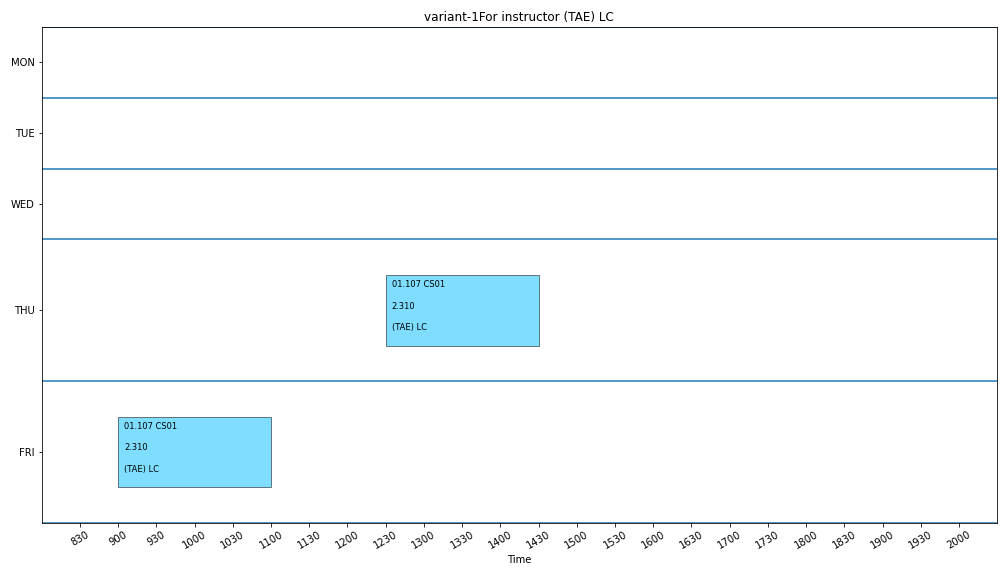 variant-1For instructor (TAE) LC
MON
TUE
WED
THU
01.107 CS01
2.310
(TAE) LC
FRI
01.107 CS01
2.310
(TAE) LC
830 900 930 1000 1030 1100 1130 1200 1230 1300 1330 1400 1430 1500 1530 1600 1630 1700 1730 1800 1830 1900 1930 2000
Time